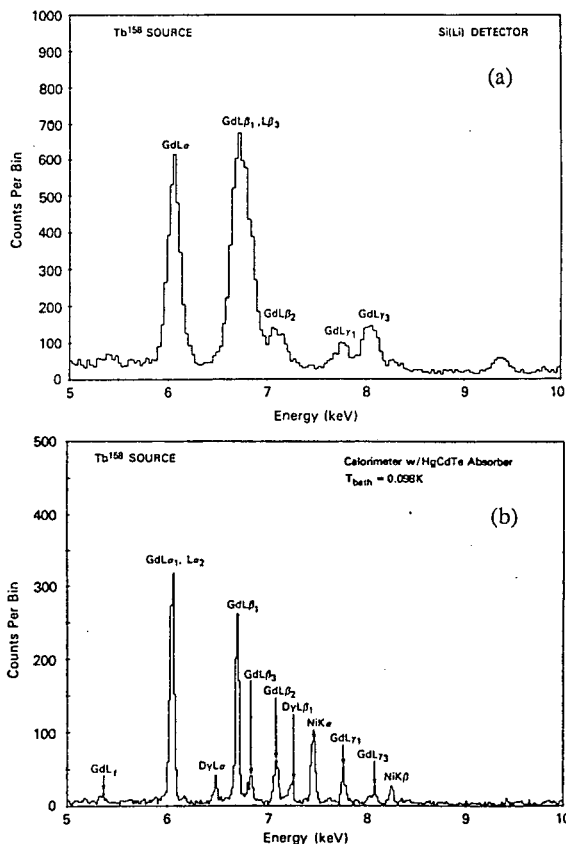 Tb158 SOURCE
Si(Li) DETECTOR
(a)
GdLα
GdLβ1, Lβ3
GdLβ2
GdLγ1
GdLγ3
Counts Per Bin
1000
900
800
700
600
500
400
300
200
100
0
5 6 7 8 9 10
Energy (keV)
Tb158 SOURCE
Calorimeter w/HgCdTe Absorber
Tbath = 0.098K
(b)
GdLα1, Lα2
GdLβ1
GdLβ3
GdLβ2
DyLβ1
NiKα
GdLγ1
GdLγ3
GdLℓ
DyLα
NiKβ
Counts Per Bin
500
400
300
200
100
0
5 6 7 8 9 10
Energy (keV)